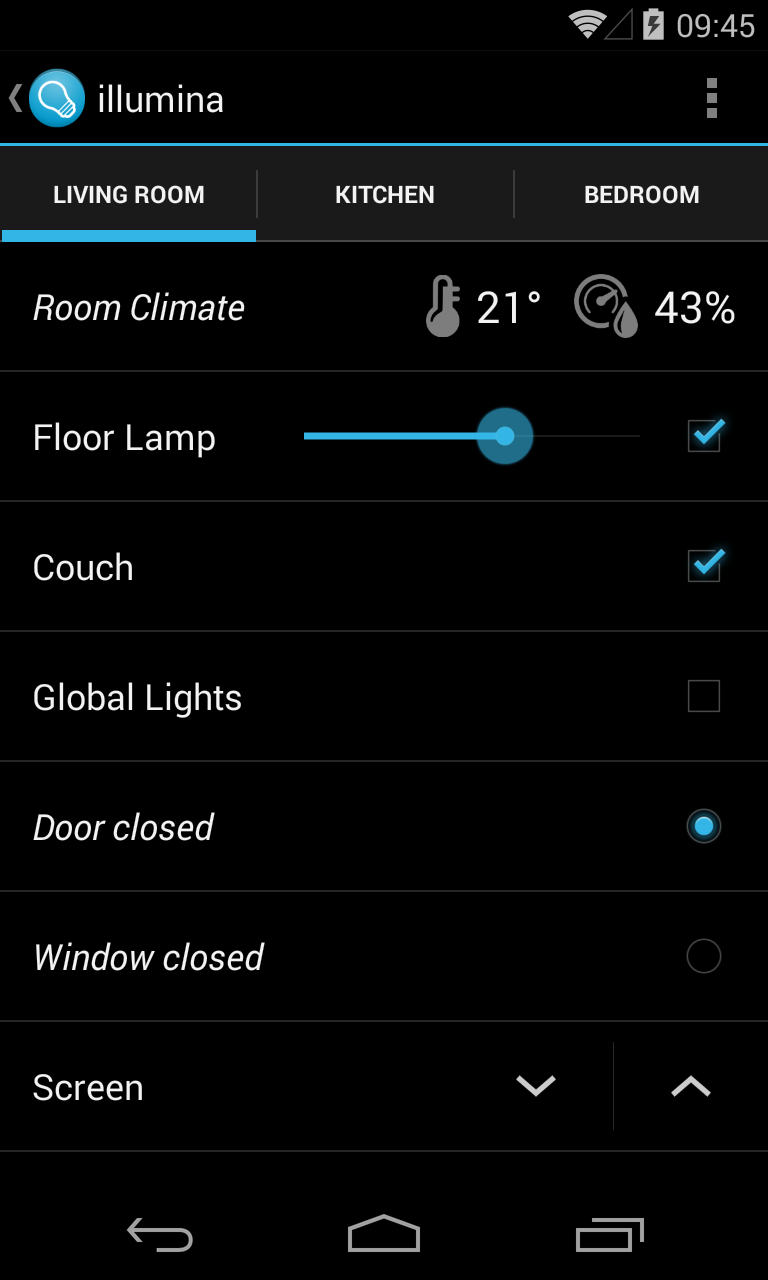 09:45
illumina
LIVING ROOM
KITCHEN
BEDROOM
Room Climate 21° 43%
Floor Lamp
Couch
Global Lights
Door closed
Window closed
Screen